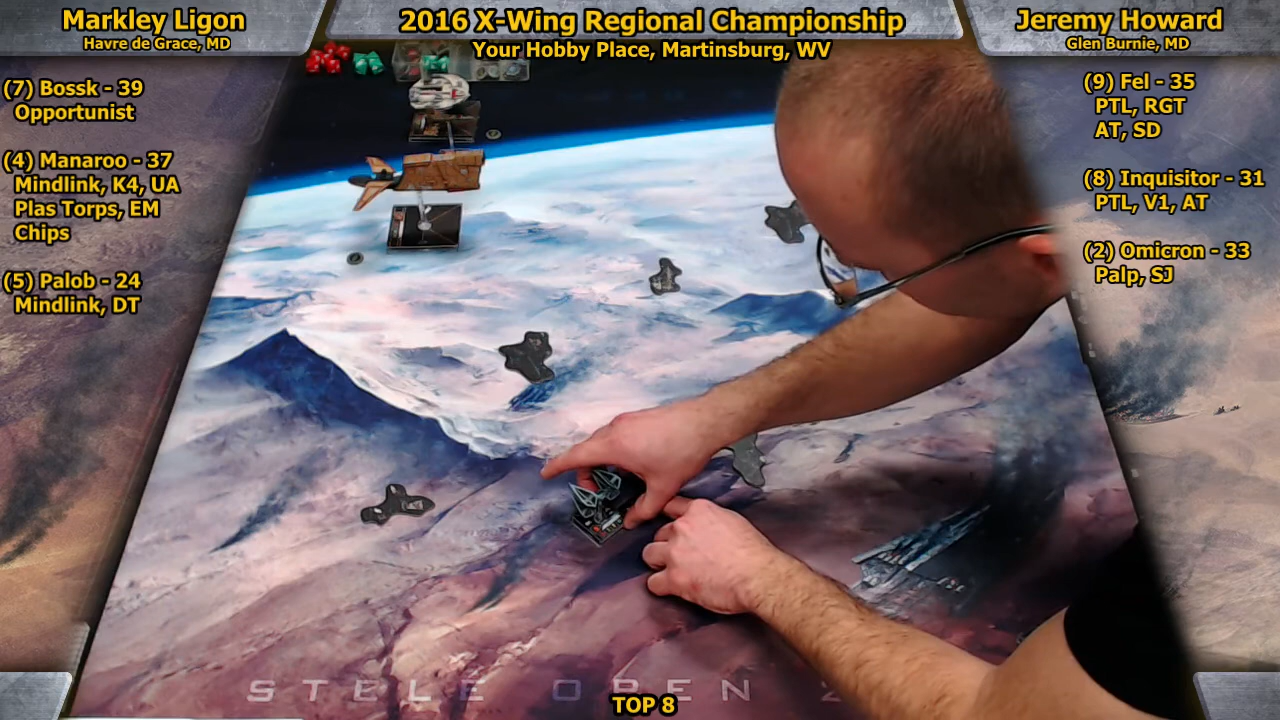 Markley Ligon
Havre de Grace, MD
2016 X-Wing Regional Championship
Your Hobby Place, Martinsburg, WV
Jeremy Howard
Glen Burnie, MD
(7) Bossk - 39
Opportunist
(4) Manaroo - 37
Mindlink, K4, UA
Plas Torps, EM
Chips
(5) Palob - 24
Mindlink, DT
(9) Fel - 35
PTL, RGT
AT, SD
(8) Inquisitor - 31
PTL, V1, AT
(2) Omicron - 33
Palp, SJ
STELE OPEN 2
TOP 8